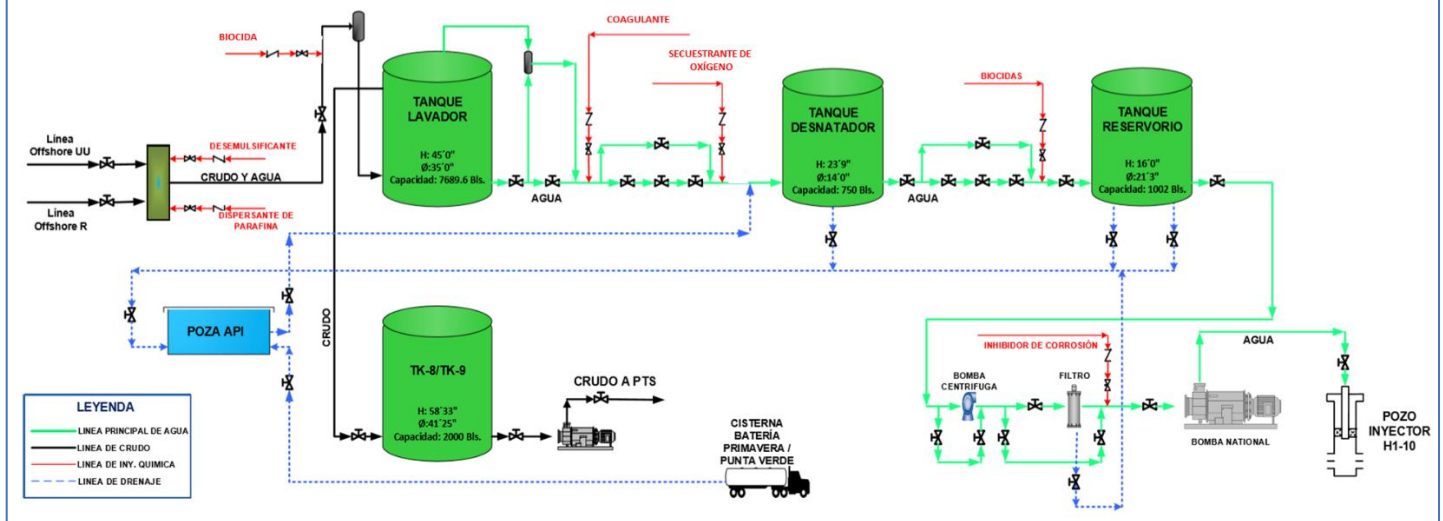 COAGULANTE
BIOCIDA
SECUESTRANTE DE
OXÍGENO
BIOCIDAS
TANQUE
LAVADOR
H: 45´0"
Ø:35´0"
Capacidad: 7689.6 Bls.
TANQUE
DESNATADOR
H: 23´9"
Ø:14´0"
Capacidad: 750 Bls.
TANQUE
RESERVORIO
H: 16´0"
Ø:21´3"
Capacidad: 1002 Bls.
Linea
Offshore UU
DESEMULSIFICANTE
CRUDO Y AGUA
Linea
Offshore R
DISPERSANTE DE
PARAFINA
AGUA
AGUA
POZA API
CRUDO
TK-8/TK-9
H: 58´33"
Ø:41´25"
Capacidad: 2000 Bls.
CRUDO A PTS
CISTERNA
BATERÍA
PRIMAVERA /
PUNTA VERDE
INHIBIDOR DE CORROSIÓN
AGUA
BOMBA
CENTRIFUGA
FILTRO
BOMBA NATIONAL
POZO
INYECTOR
H1-10
LEYENDA
LINEA PRINCIPAL DE AGUA
LINEA DE CRUDO
LINEA DE INY. QUIMICA
LINEA DE DRENAJE